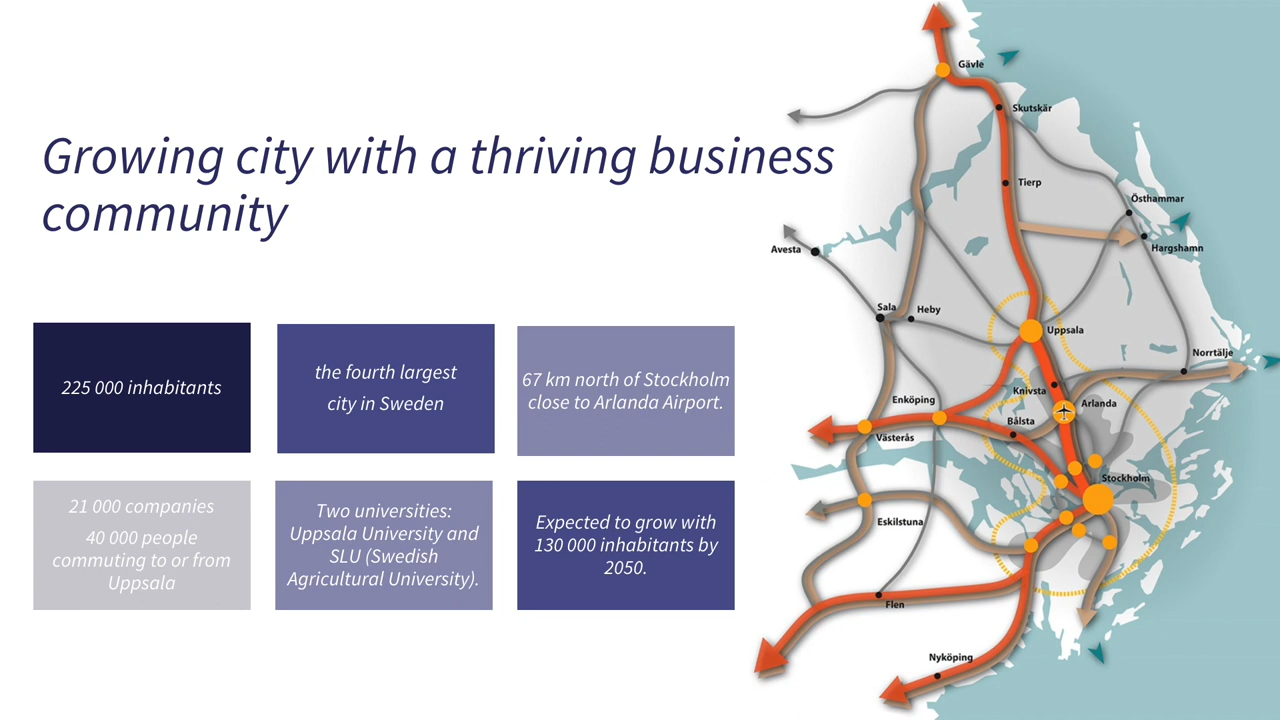 Growing city with a thriving business
community
225 000 inhabitants
the fourth largest
city in Sweden
67 km north of Stockholm
close to Arlanda Airport.
21 000 companies
40 000 people
commuting to or from
Uppsala
Two universities:
Uppsala University and
SLU (Swedish
Agricultural University).
Expected to grow with
130 000 inhabitants by
2050.
Gävle
Skutskär
Tierp
Östhammar
Hargshamn
Avesta
Sala
Heby
Uppsala
Norrtälje
Knivsta
Enköping
Arlanda
Bålsta
Västerås
Stockholm
Eskilstuna
Flen
Nyköping